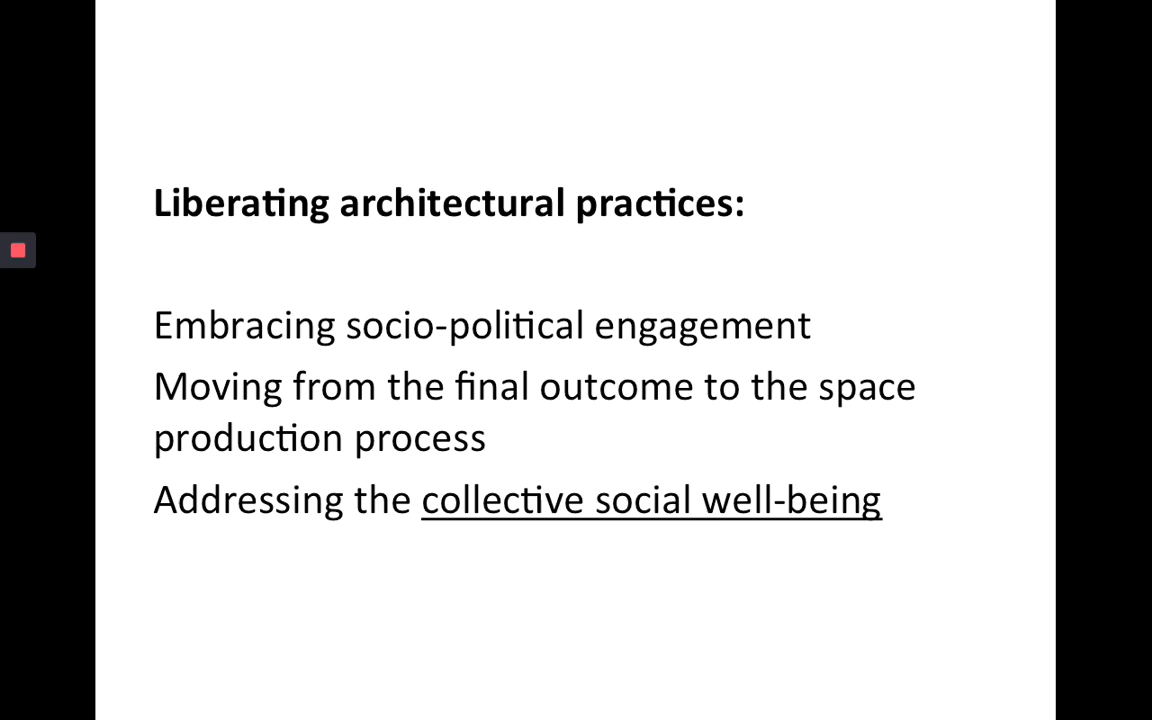 Liberating architectural practices:
Embracing socio-political engagement
Moving from the final outcome to the space
production process
Addressing the collective social well-being